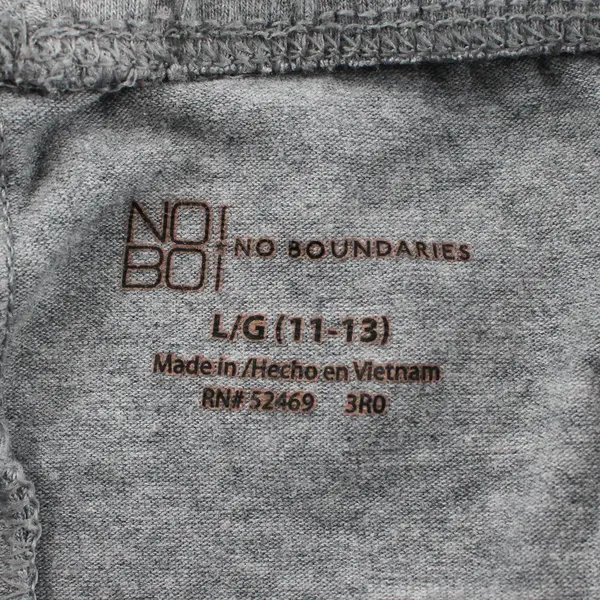 NO
BO
NO BOUNDARIES
L/G (11-13)
Made in /Hecho en Vietnam
RN# 52469 3R0